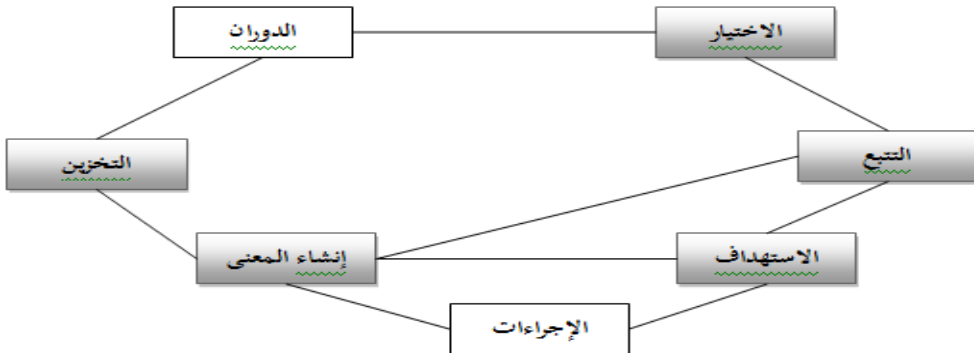 الاختيار
الدوران
التتبع
التخزين
إنشاء المعنى
الاستهداف
الإجراءات